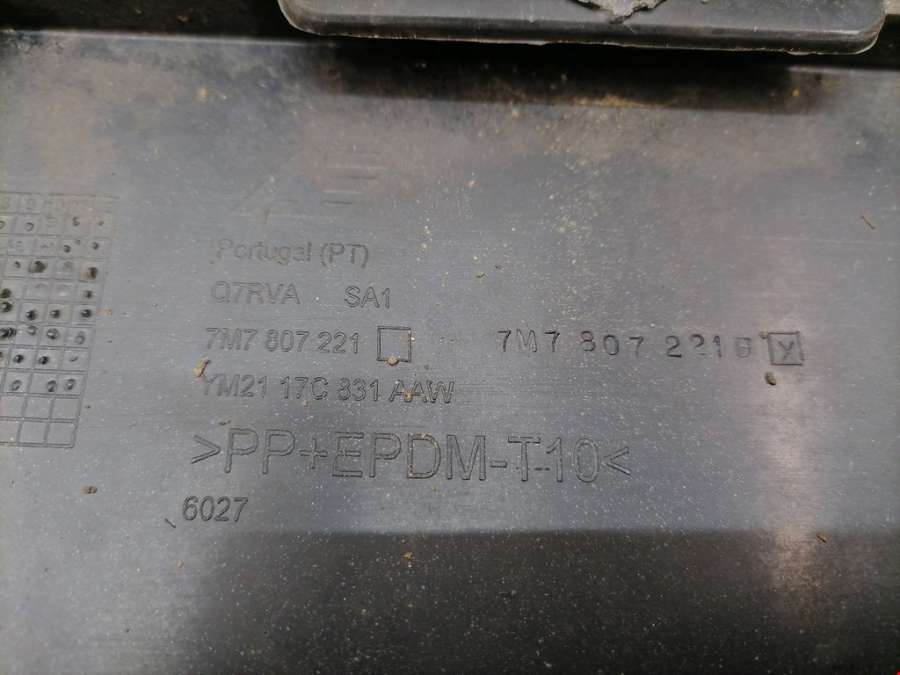 Portugal (PT)
Q7RVA SA1
7M7 807 221 7M7 807 221 B Y
YM21 17C 831 AAW
>PP+EPDM-T10<
6027